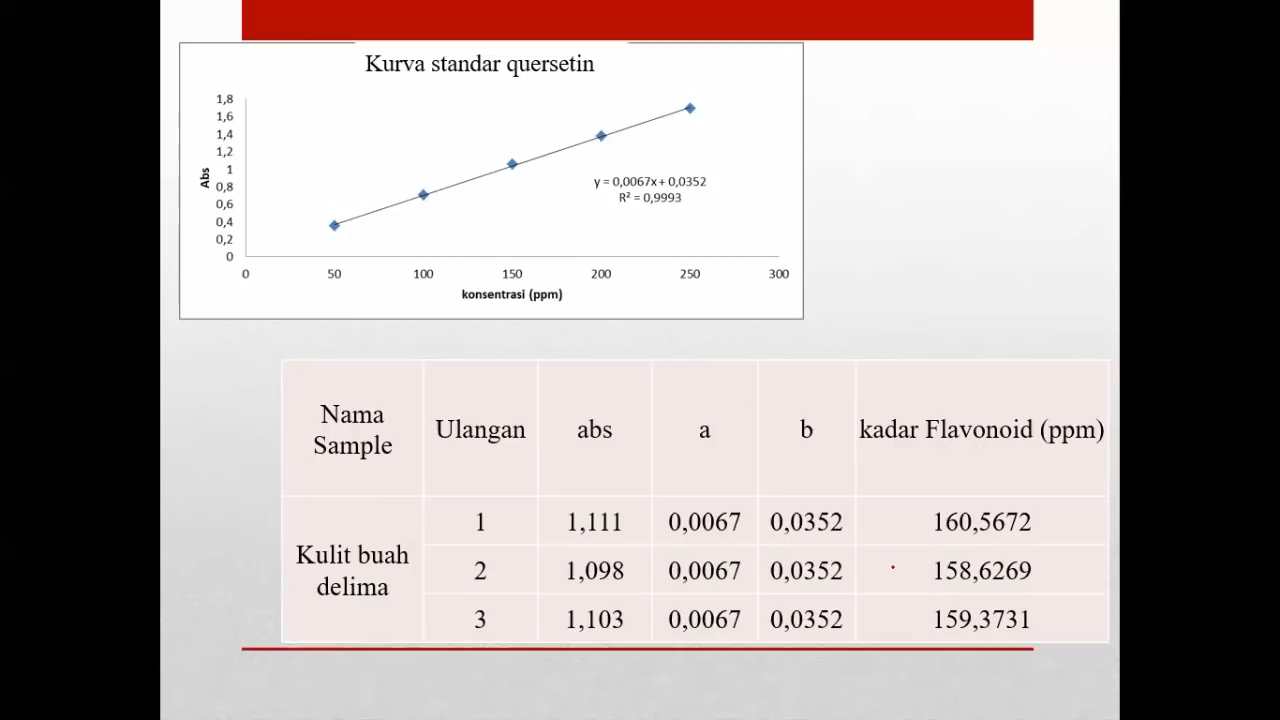 Kurva standar quersetin
1,8
1,6
1,4
1,2
1
0,8
0,6
0,4
0,2
0
Abs
y = 0,0067x + 0,0352
R² = 0,9993
0 50 100 150 200 250 300
konsentrasi (ppm)
Nama Sample Ulangan abs a b kadar Flavonoid (ppm)
Kulit buah delima
1 1,111 0,0067 0,0352 160,5672
2 1,098 0,0067 0,0352 158,6269
3 1,103 0,0067 0,0352 159,3731